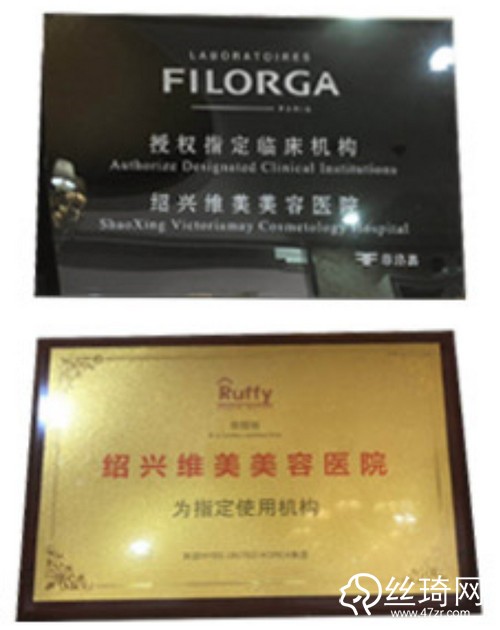 LABORATOIRES
FILORGA
PARIS
授权指定临床机构
Authorize Designated Clinical Institutions
绍兴维美美容医院
ShaoXing Victoriamay Cosmetology Hospital
菲洛嘉
Ruffy
绍兴维美美容医院
为指定使用机构
丝琦网
www.47zr.com